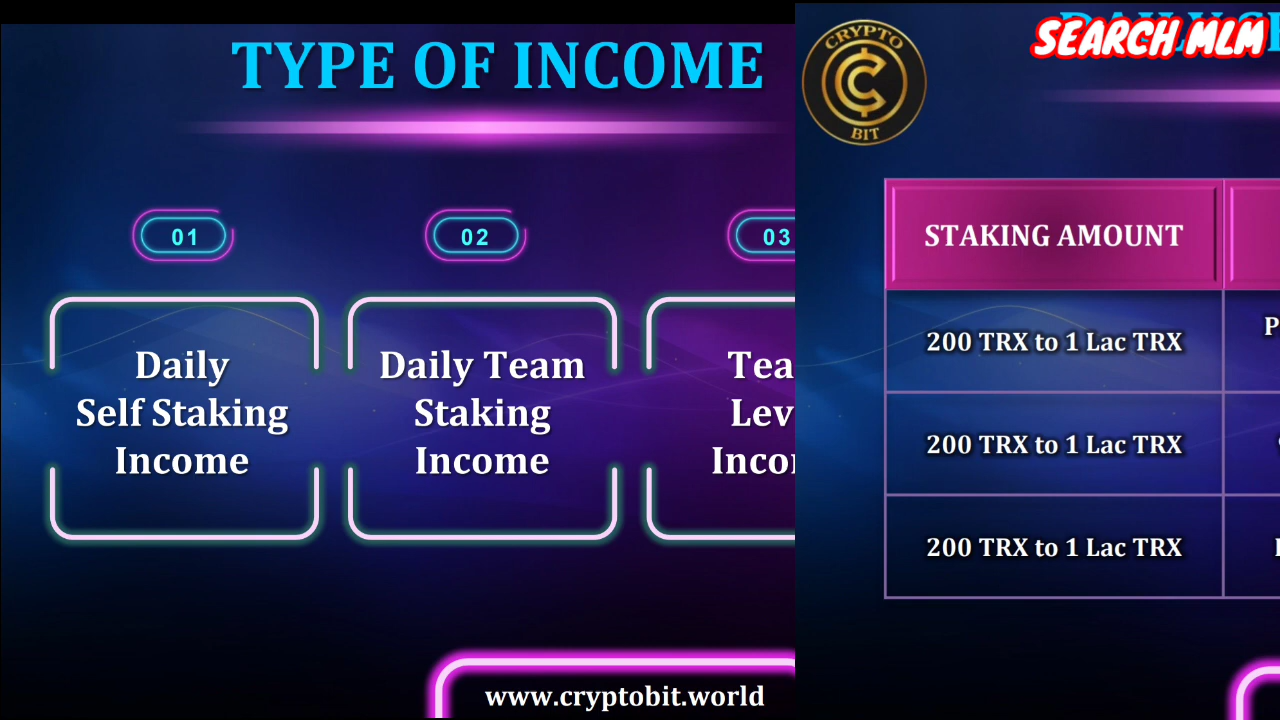 TYPE OF INCOME
01
02
03
Daily
Self Staking
Income
Daily Team
Staking
Income
www.cryptobit.world
CRYPTO
BIT
SEARCH MLM
STAKING AMOUNT
200 TRX to 1 Lac TRX
200 TRX to 1 Lac TRX
200 TRX to 1 Lac TRX